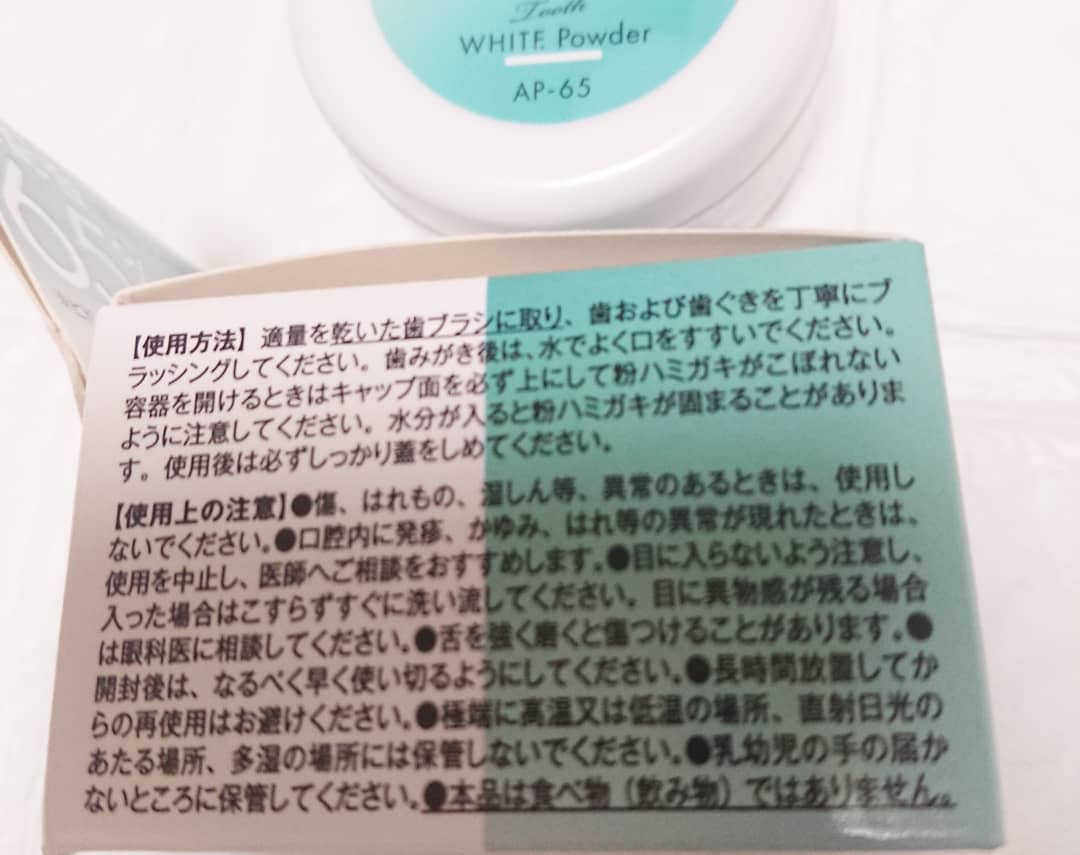 Tooth
WHITE Powder
AP-65
【使用方法】適量を乾いた歯ブラシに取り、歯および歯ぐきを丁寧にブ
ラッシングしてください。歯みがき後は、水でよく口をすすいでください。
容器を開けるときはキャップ面を必ず上にして粉ハミガキがこぼれない
ように注意してください。水分が入ると粉ハミガキが固まることがありま
す。使用後は必ずしっかり蓋をしめてください。
【使用上の注意】●傷、はれもの、湿しん等、異常のあるときは、使用し
ないでください。●口腔内に発疹、かゆみ、はれ等の異常が現れたときは、
使用を中止し、医師へご相談をおすすめします。●目に入らないよう注意し、
入った場合はこすらずすぐに洗い流してください。目に異物感が残る場合
は眼科医に相談してください。●舌を強く磨くと傷つけることがあります。●
開封後は、なるべく早く使い切るようにしてください。●長時間放置してか
らの再使用はお避けください。●極端に高温又は低温の場所、直射日光の
あたる場所、多湿の場所には保管しないでください。●乳幼児の手の届か
ないところに保管してください。●本品は食べ物（飲み物）ではありません。